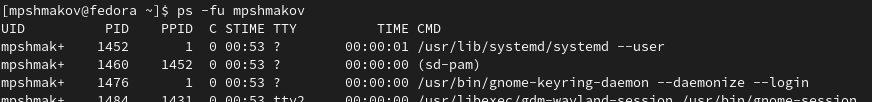 [mpshmakov@fedora ~]$ ps -fu mpshmakov
UID          PID    PPID  C STIME TTY          TIME CMD
mpshmak+    1452       1  0 00:53 ?        00:00:01 /usr/lib/systemd/systemd --user
mpshmak+    1460    1452  0 00:53 ?        00:00:00 (sd-pam)
mpshmak+    1476       1  0 00:53 ?        00:00:00 /usr/bin/gnome-keyring-daemon --daemonize --login
mpshmak+    1484    1431  0 00:53 tty2     00:00:00 /usr/libexec/gdm-wayland-session /usr/bin/gnome-session